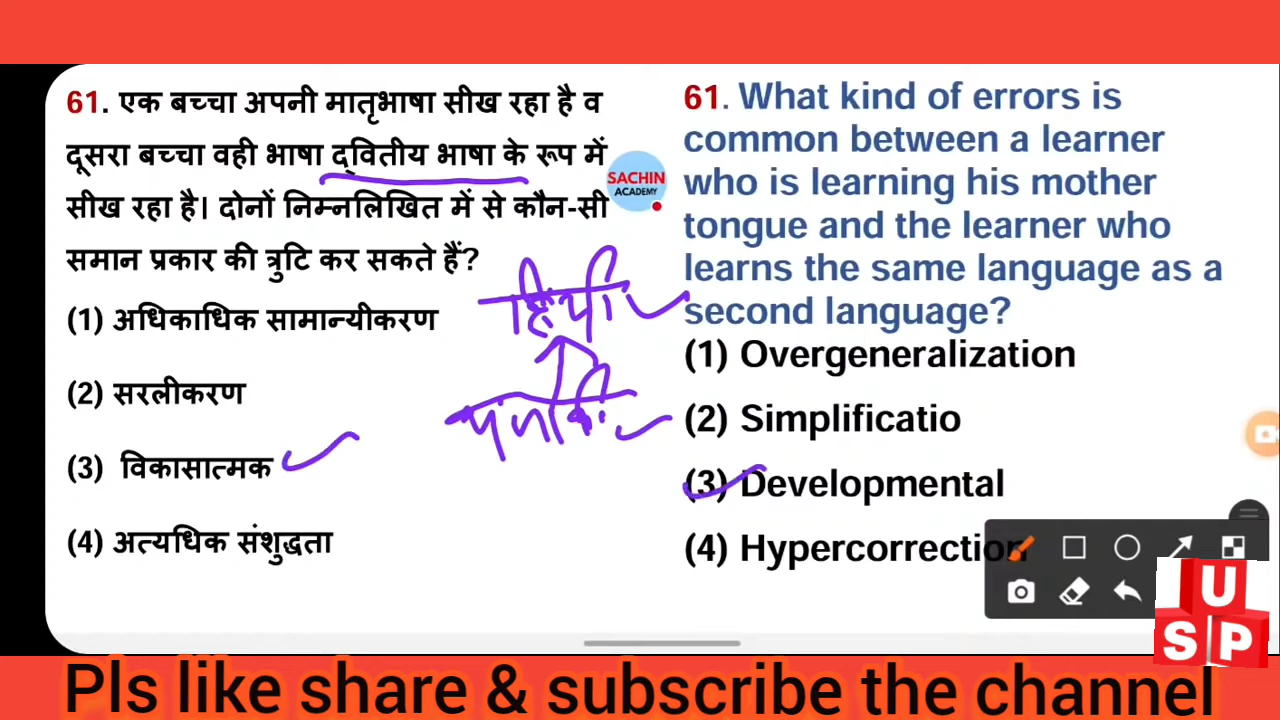 61. एक बच्चा अपनी मातृभाषा सीख रहा है व
दूसरा बच्चा वही भाषा द्वितीय भाषा के रूप में
सीख रहा है। दोनों निम्नलिखित में से कौन-सी
समान प्रकार की त्रुटि कर सकते हैं?
(1) अधिकाधिक सामान्यीकरण
(2) सरलीकरण
(3) विकासात्मक
(4) अत्यधिक संशुद्धता
SACHIN
ACADEMY
61. What kind of errors is
common between a learner
who is learning his mother
tongue and the learner who
learns the same language as a
second language?
(1) Overgeneralization
(2) Simplificatio
(3) Developmental
(4) Hypercorrection
U
SP
Pls like share & subscribe the channel